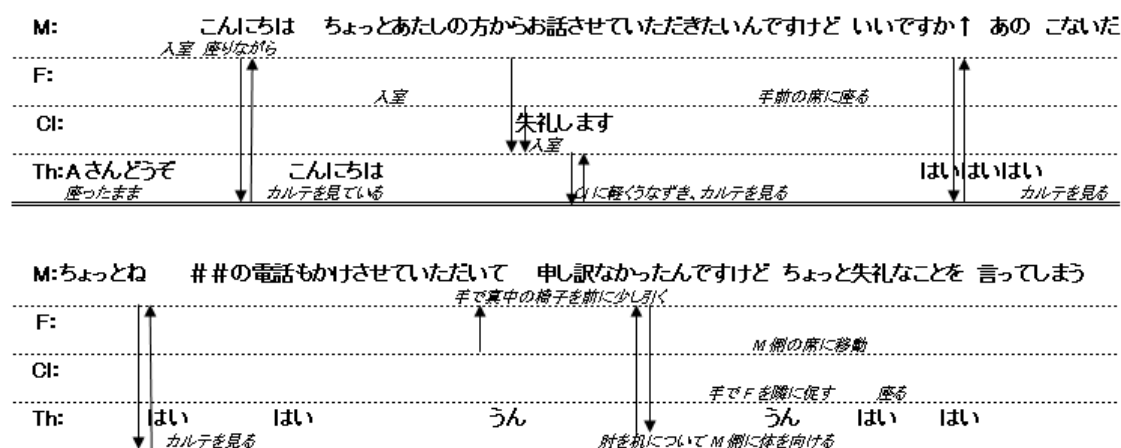 M: こんにちは ちょっとあたしの方からお話させていただきたいんですけど いいですか↑ あの こないだ
入室 座りながら
F:
入室 手前の席に座る
Cl: 失礼します
入室
Th:Aさんどうぞ こんにちは はいはいはい
座ったまま カルテを見ている Clに軽くうなずき、カルテを見る カルテを見る
M:ちょっとね ##の電話もかけさせていただいて 申し訳なかったんですけど ちょっと失礼なことを 言ってしまう
手で真中の椅子を前に少し引く
F:
M側の席に移動
Cl:
手でFを隣に促す 座る
Th: はい はい うん うん はい はい
カルテを見る 肘を机についてM側に体を向ける